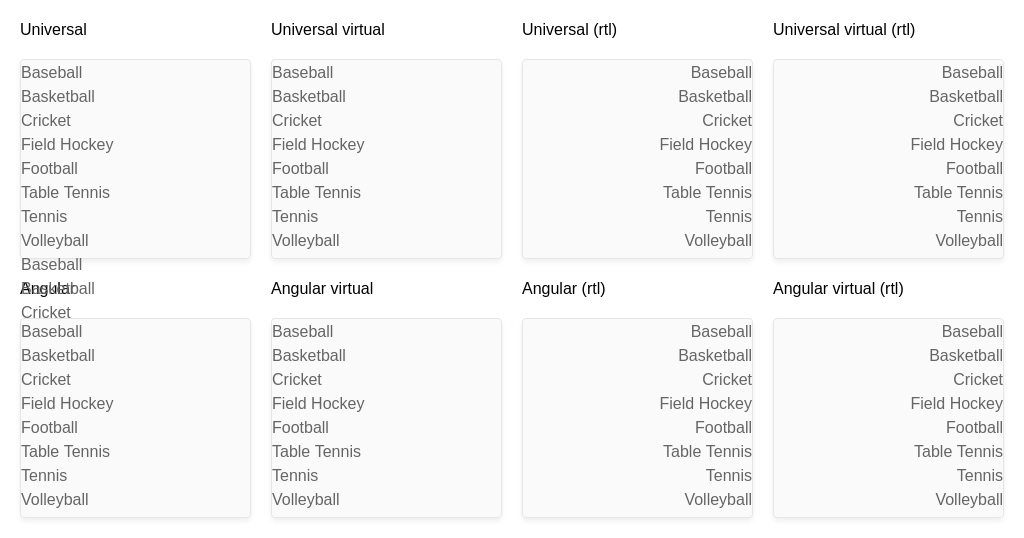 Universal
Baseball
Basketball
Cricket
Field Hockey
Football
Table Tennis
Tennis
Volleyball
Baseball
Basketball
Cricket
Universal virtual
Baseball
Basketball
Cricket
Field Hockey
Football
Table Tennis
Tennis
Volleyball
Universal (rtl)
Baseball
Basketball
Cricket
Field Hockey
Football
Table Tennis
Tennis
Volleyball
Universal virtual (rtl)
Baseball
Basketball
Cricket
Field Hockey
Football
Table Tennis
Tennis
Volleyball
Angular
Baseball
Basketball
Cricket
Field Hockey
Football
Table Tennis
Tennis
Volleyball
Angular virtual
Baseball
Basketball
Cricket
Field Hockey
Football
Table Tennis
Tennis
Volleyball
Angular (rtl)
Baseball
Basketball
Cricket
Field Hockey
Football
Table Tennis
Tennis
Volleyball
Angular virtual (rtl)
Baseball
Basketball
Cricket
Field Hockey
Football
Table Tennis
Tennis
Volleyball